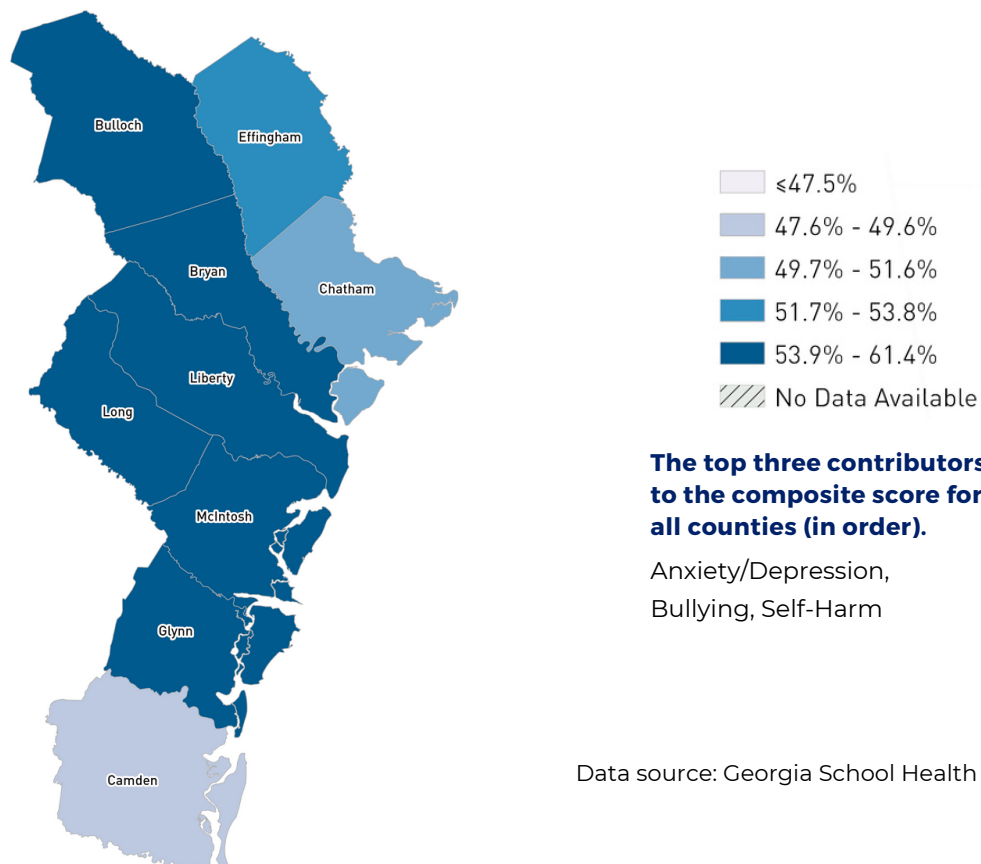 Bulloch
Effingham
Bryan
Chatham
Liberty
Long
McIntosh
Glynn
Camden
≤47.5%
47.6% - 49.6%
49.7% - 51.6%
51.7% - 53.8%
53.9% - 61.4%
No Data Available
The top three contributors
to the composite score for
all counties (in order).
Anxiety/Depression,
Bullying, Self-Harm
Data source: Georgia School Health